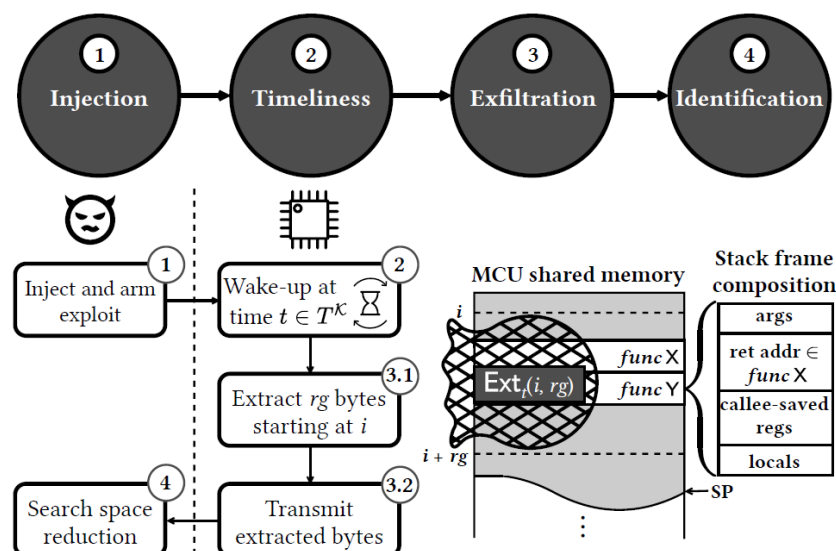 1
Injection
2
Timeliness
3
Exfiltration
4
Identification
1
Inject and arm
exploit
2
Wake-up at
time t ∈ T^𝒦
3.1
Extract rg bytes
starting at i
3.2
Transmit
extracted bytes
4
Search space
reduction
MCU shared memory
i
func X
Ext_t(i, rg)
func Y
i + rg
SP
⋮
Stack frame
composition
args
ret addr ∈
func X
callee-saved
regs
locals